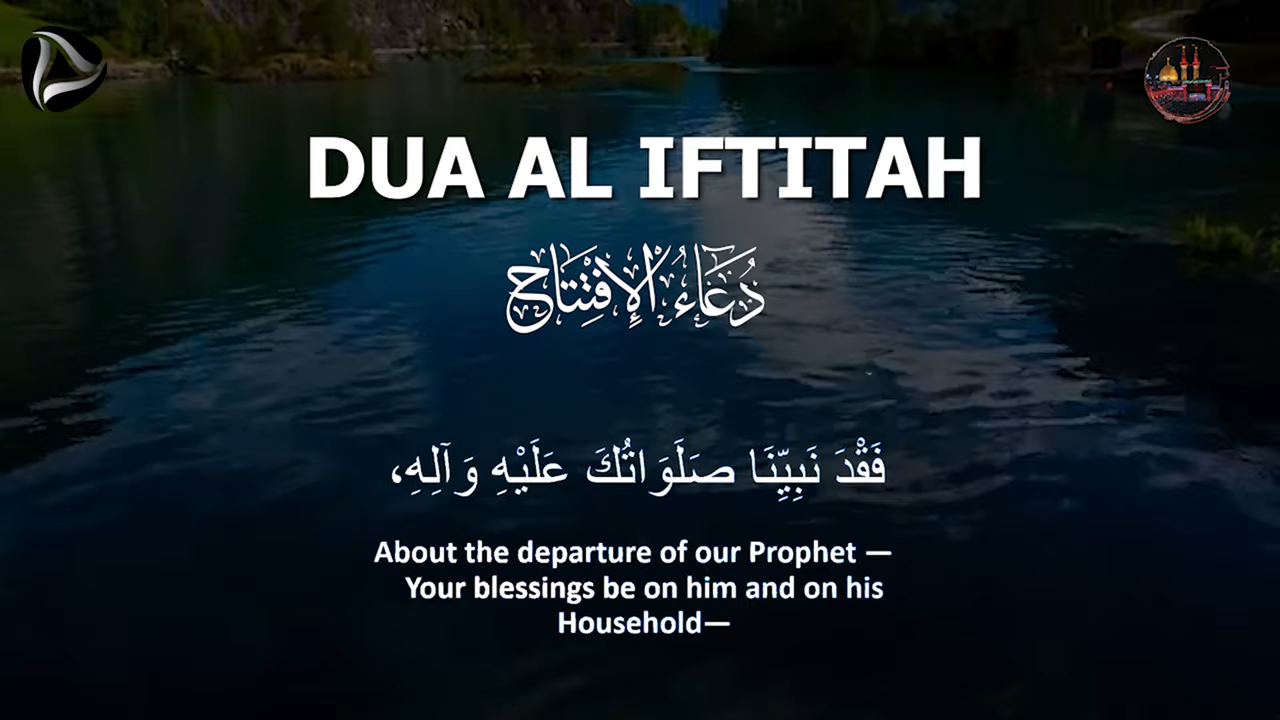 DUA AL IFTITAH
دُعَاءُ الْإِفْتِتَاح
فَقْدَ نَبِيِّنَا صَلَوَاتُكَ عَلَيْهِ وَآلِهِ،
About the departure of our Prophet —
Your blessings be on him and on his
Household—